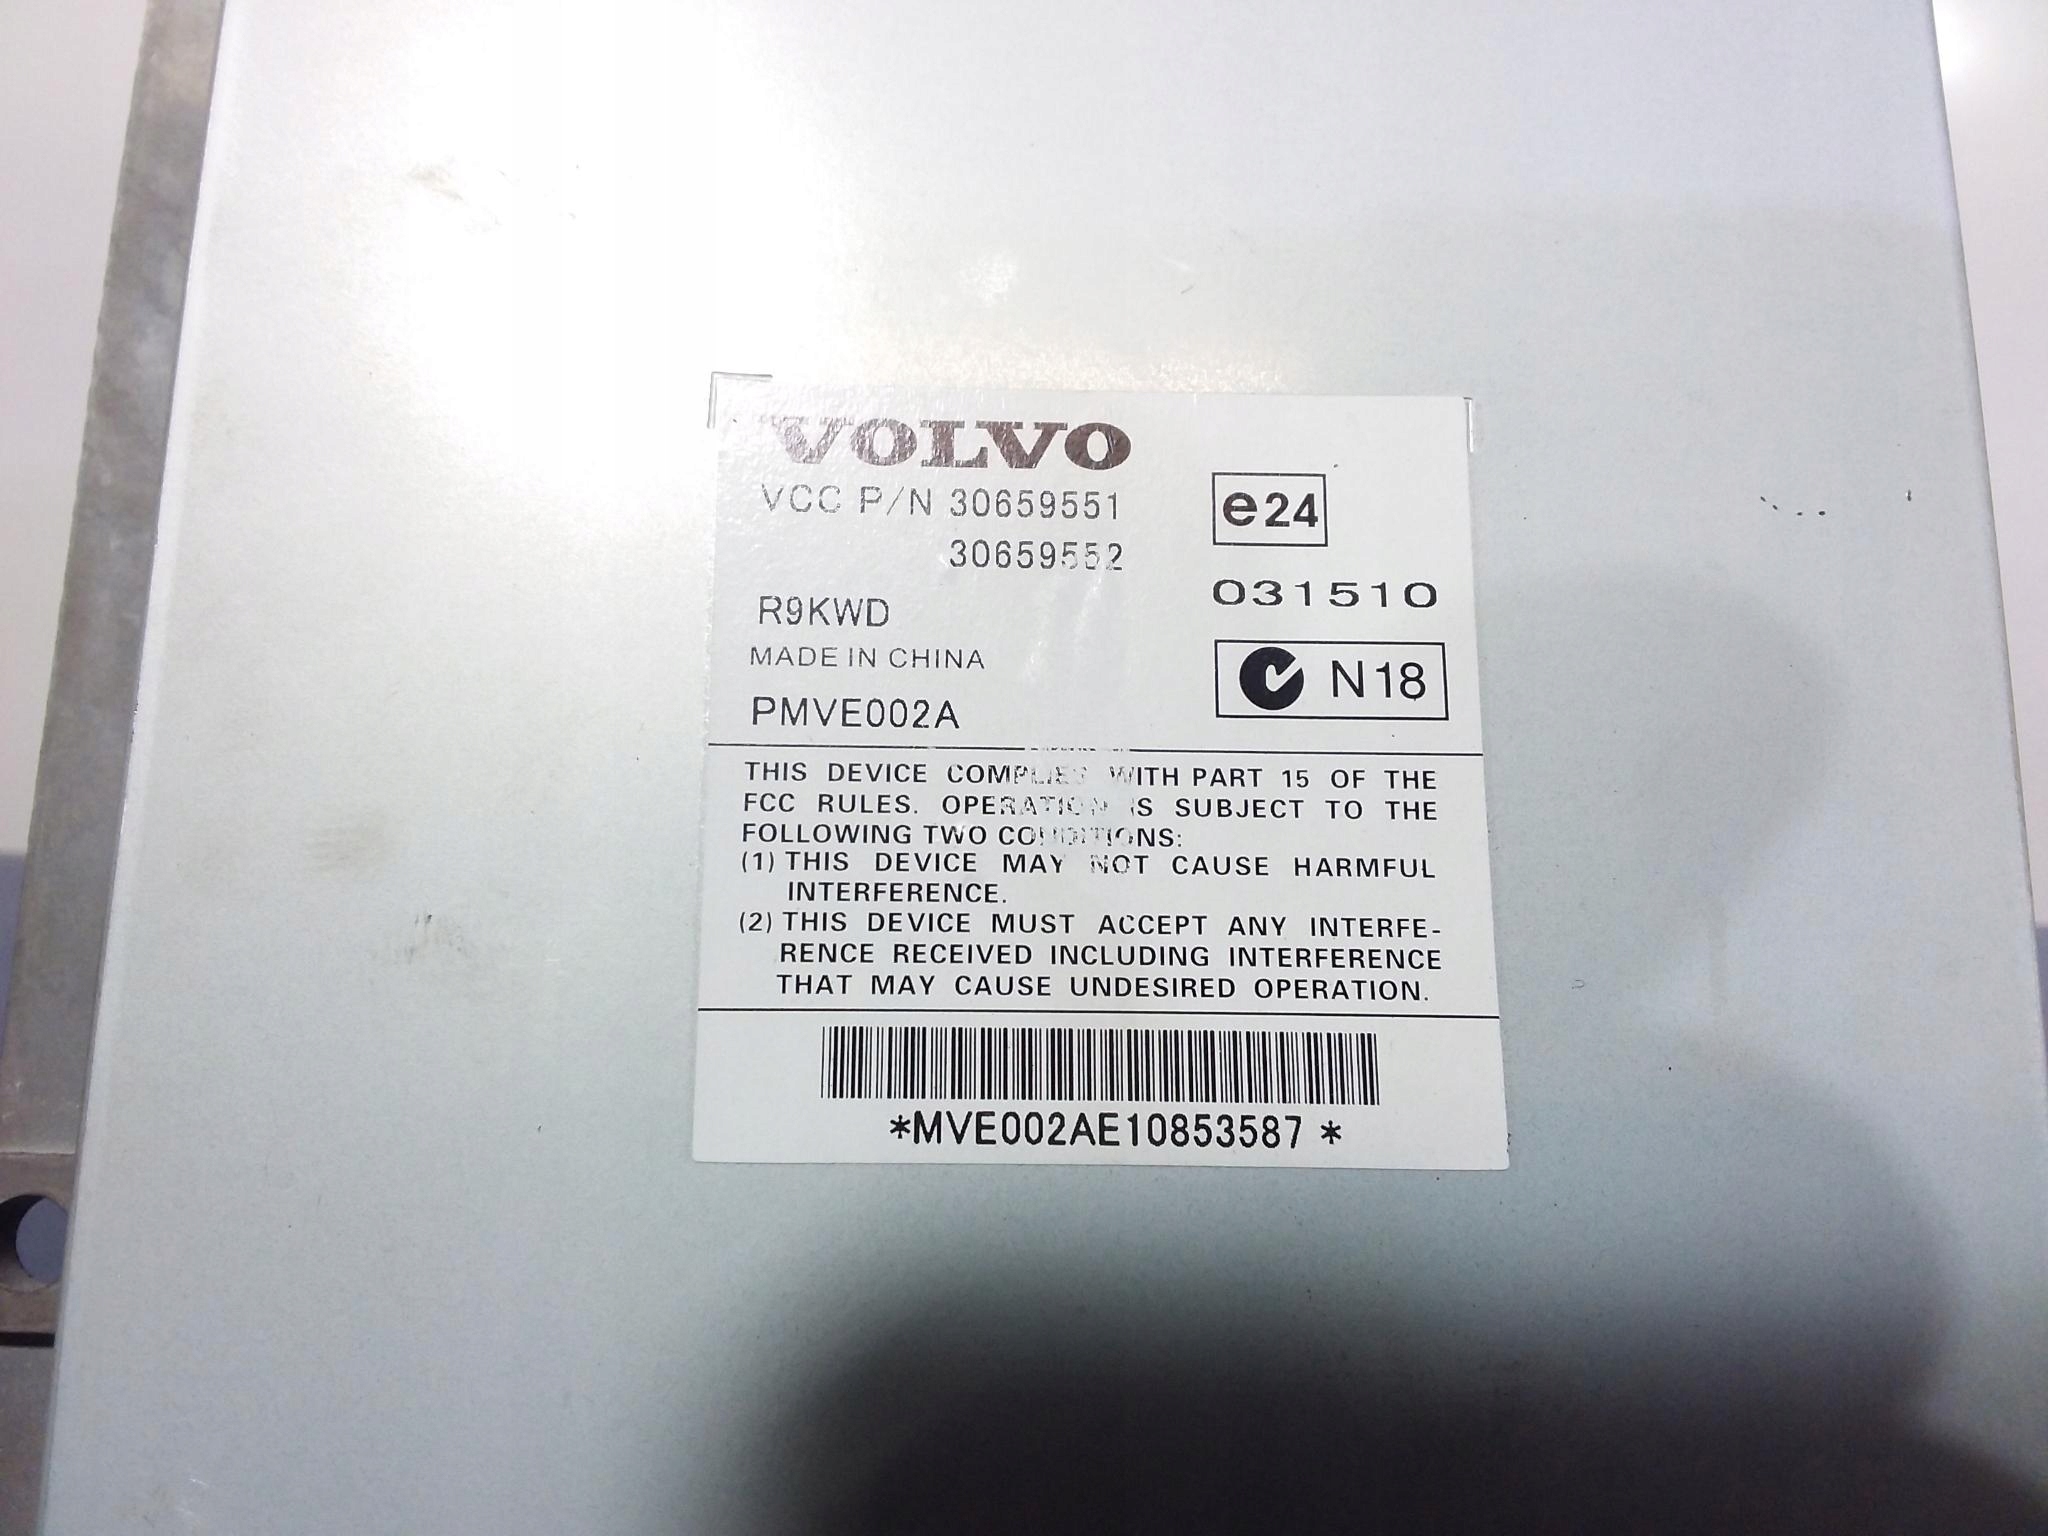 VOLVO
VCC P/N 30659551
30659552
R9KWD
MADE IN CHINA
PMVE002A
e24
031510
N18
THIS DEVICE COMPLIES WITH PART 15 OF THE
FCC RULES. OPERATION IS SUBJECT TO THE
FOLLOWING TWO CONDITIONS:
(1) THIS DEVICE MAY NOT CAUSE HARMFUL
INTERFERENCE.
(2) THIS DEVICE MUST ACCEPT ANY INTERFE-
RENCE RECEIVED INCLUDING INTERFERENCE
THAT MAY CAUSE UNDESIRED OPERATION.
*MVE002AE10853587 *